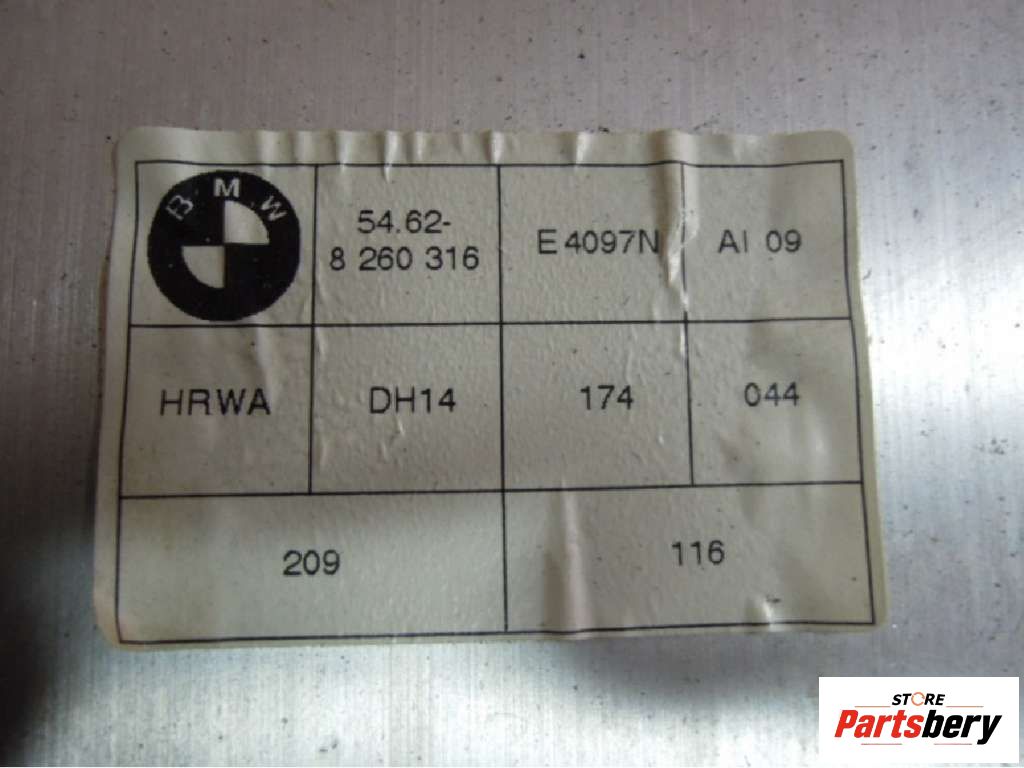 BMW
54.62-
8 260 316
E4097N
AI 09
HRWA
DH14
174
044
209
116
STORE
Partsbery